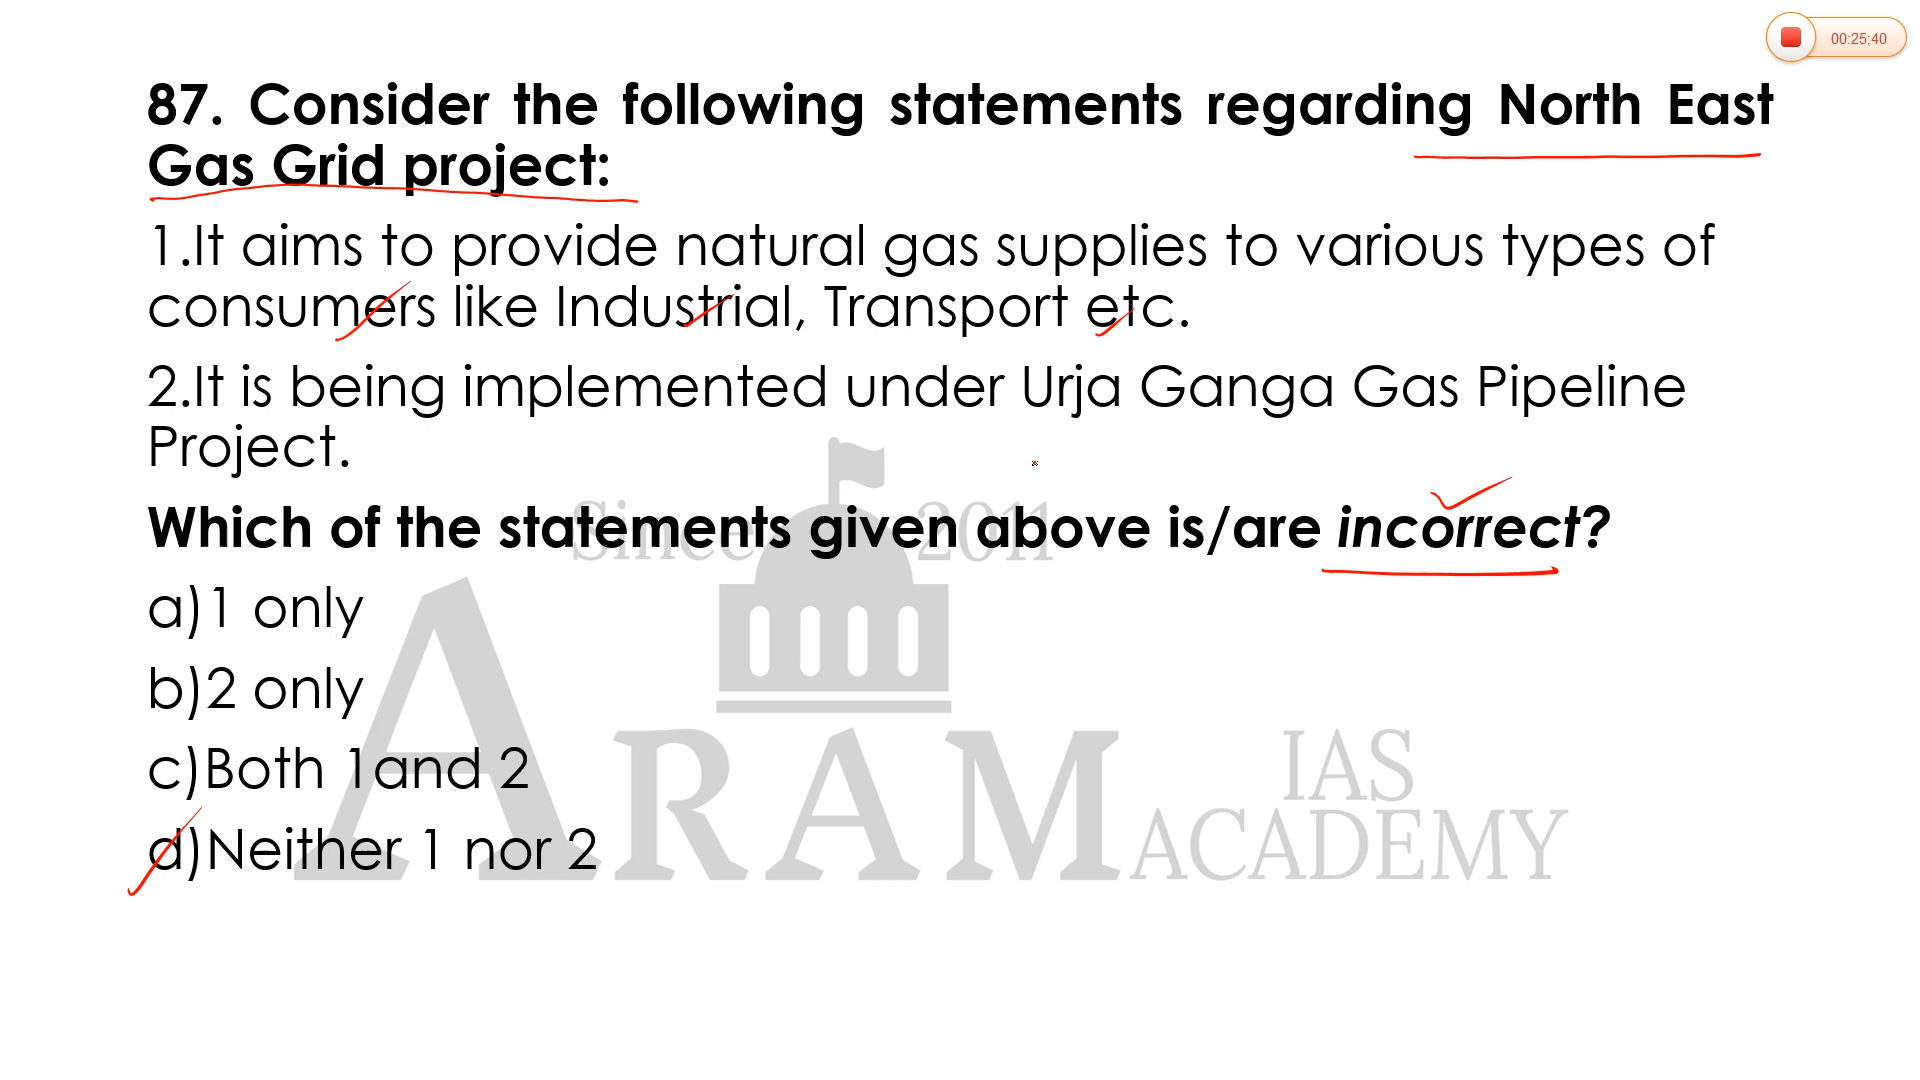 00:25:40
87. Consider the following statements regarding North East
Gas Grid project:
1.It aims to provide natural gas supplies to various types of
consumers like Industrial, Transport etc.
2.It is being implemented under Urja Ganga Gas Pipeline
Project.
Which of the statements given above is/are incorrect?
a)1 only
b)2 only
c)Both 1and 2
d)Neither 1 nor 2
Since 2011
ARAM IAS
ACADEMY